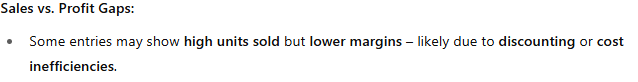 Sales vs. Profit Gaps:
• Some entries may show high units sold but lower margins – likely due to discounting or cost
inefficiencies.